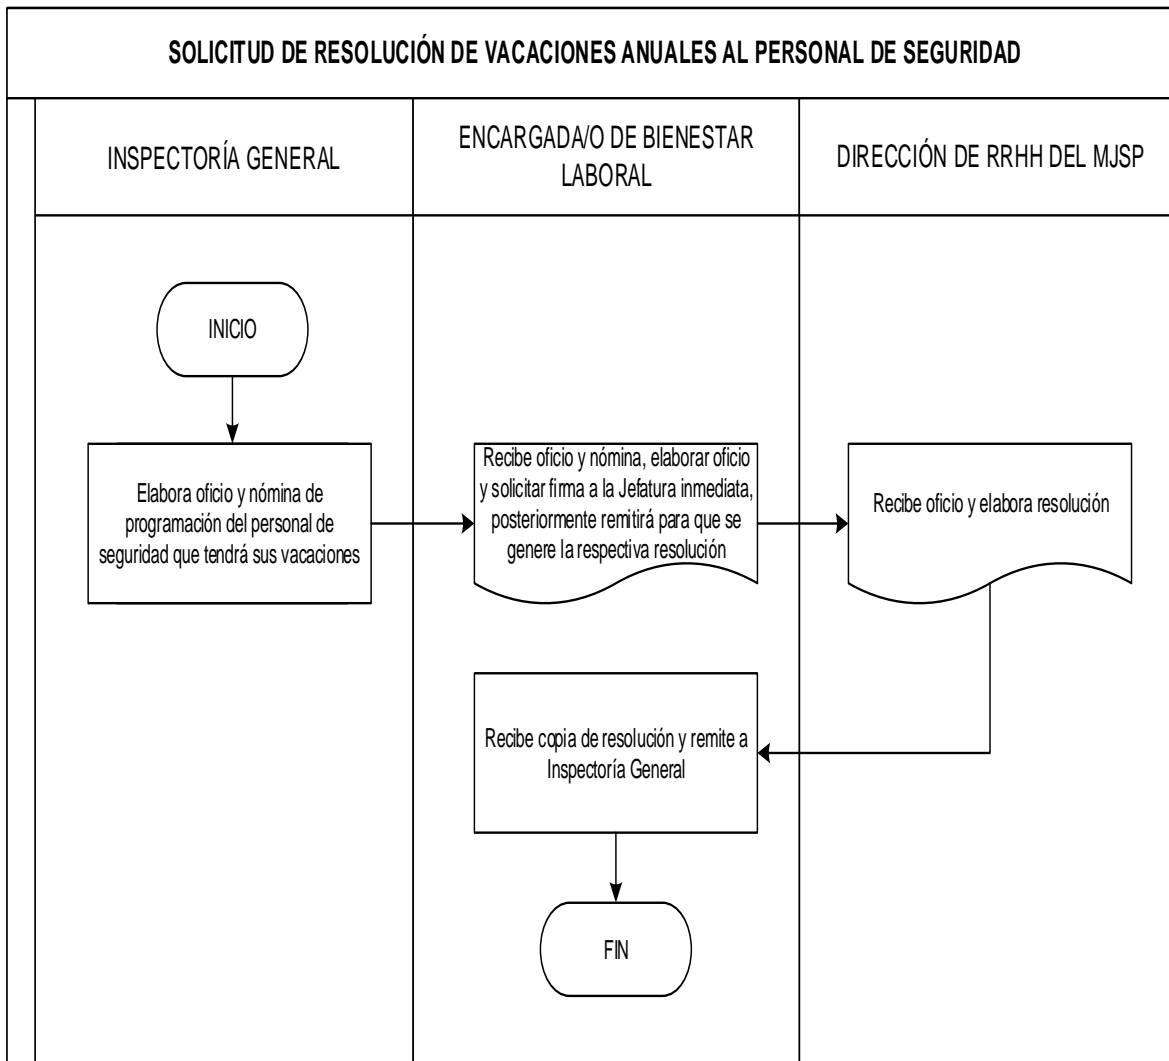 SOLICITUD DE RESOLUCIÓN DE VACACIONES ANUALES AL PERSONAL DE SEGURIDAD
INSPECTORÍA GENERAL
ENCARGADA/O DE BIENESTAR
LABORAL
DIRECCIÓN DE RRHH DEL MJSP
INICIO
Elabora oficio y nómina de
programación del personal de
seguridad que tendrá sus vacaciones
Recibe oficio y nómina, elaborar oficio
y solicitar firma a la Jefatura inmediata,
posteriormente remitirá para que se
genere la respectiva resolución
Recibe oficio y elabora resolución
Recibe copia de resolución y remite a
Inspectoría General
FIN